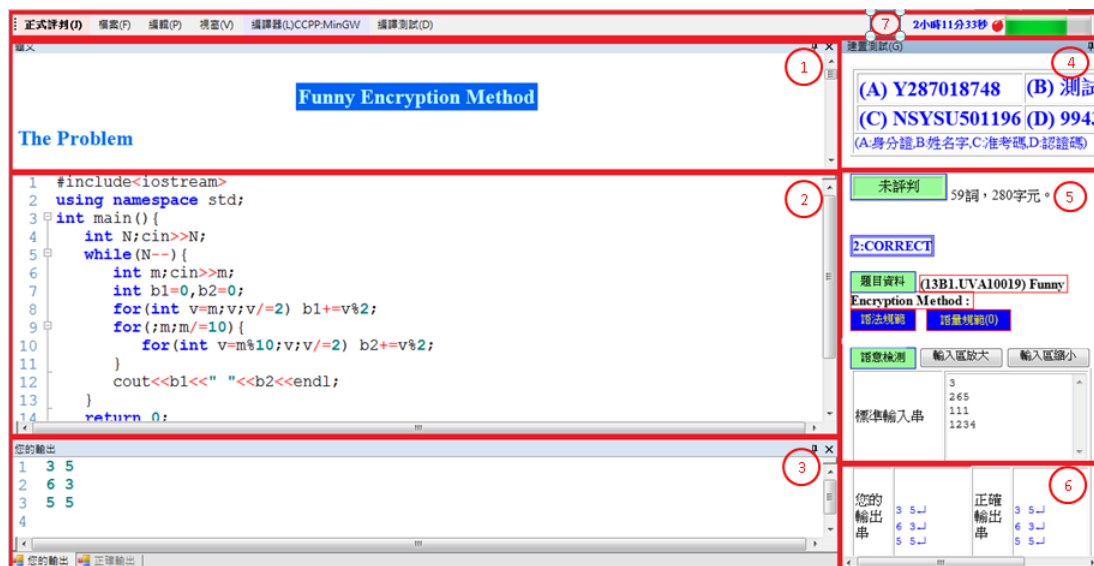 正式評判(J) 檔案(F) 編輯(P) 視窗(V) 編譯器(L)CCPP:MinGW 編譯測試(D) 7 2小時11分33秒
1
Funny Encryption Method
The Problem
2
1 #include<iostream>
2 using namespace std;
3 int main(){
4 int N;cin>>N;
5 while(N--){
6 int m;cin>>m;
7 int b1=0,b2=0;
8 for(int v=m;v;v/=2) b1+=v%2;
9 for(;m;m/=10){
10 for(int v=m%10;v;v/=2) b2+=v%2;
11 }
12 cout<<b1<<" "<<b2<<endl;
13 }
14 return 0;
您的輸出
3
1 3 5
2 6 3
3 5 5
4
您的輸出 正確輸出
建置測試(G)
4
(A) Y287018748 (B) 測試
(C) NSYSU501196 (D) 9943
(A:身分證,B:姓名字,C:准考碼,D:認證碼)
未評判 59詞，280字元。 5
2:CORRECT
題目資料 (13B1.UVA10019) Funny
Encryption Method :
語法規範 語量規範(0)
語意檢測 輸入區放大 輸入區縮小
標準輸入串
3
265
111
1234
6
您的輸出串
3 5↵
6 3↵
5 5↵
正確輸出串
3 5↵
6 3↵
5 5↵